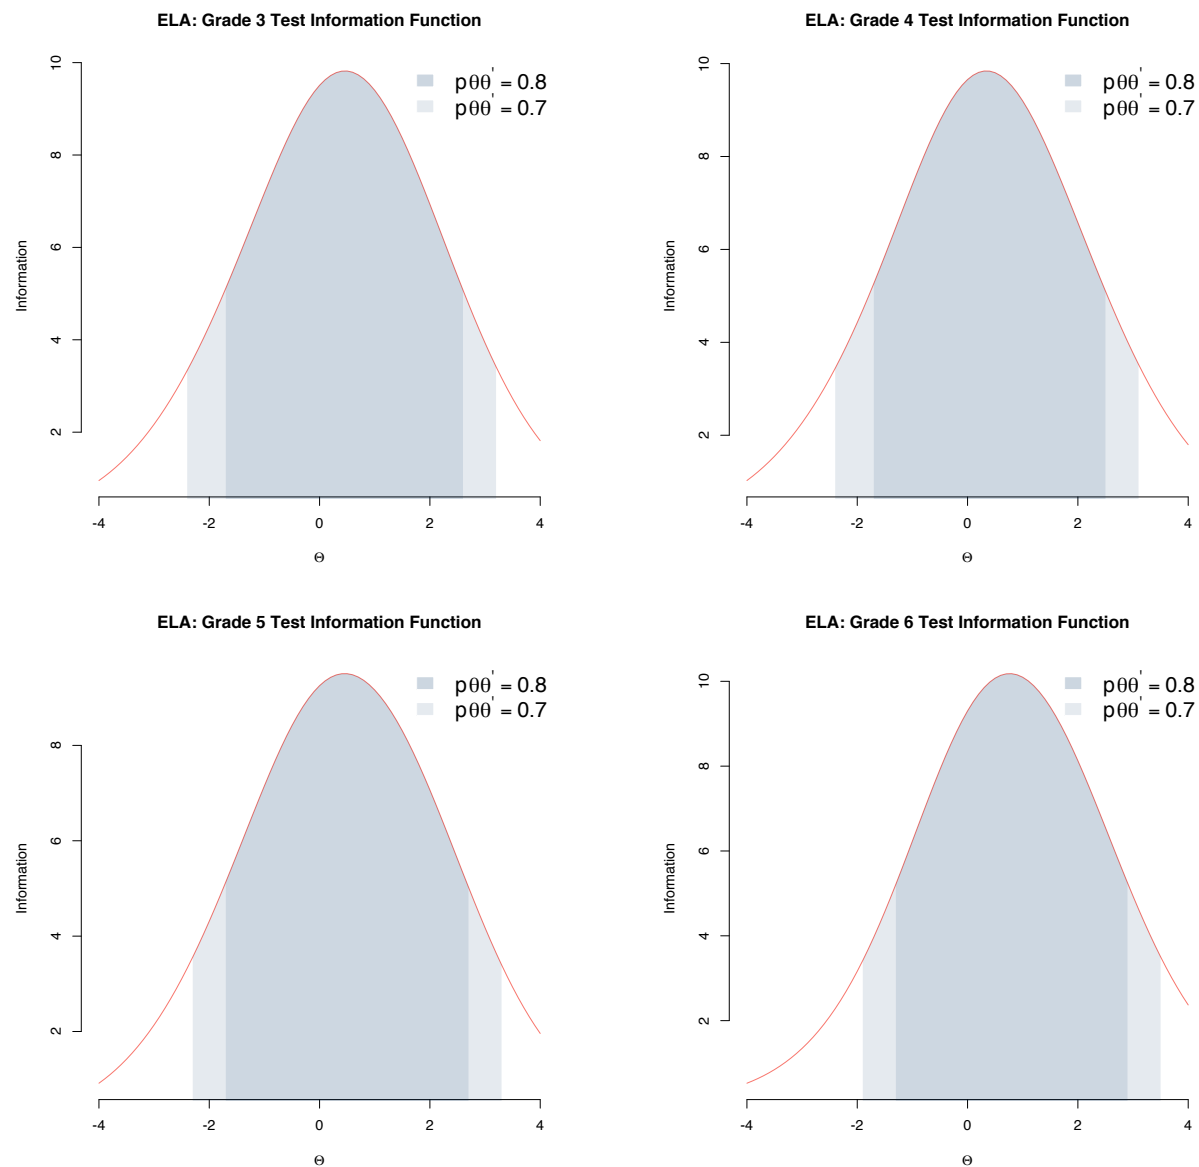 ELA: Grade 3 Test Information Function
pθθ' = 0.8
pθθ' = 0.7
10
8
6
4
2
Information
-4 -2 0 2 4
Θ
ELA: Grade 4 Test Information Function
pθθ' = 0.8
pθθ' = 0.7
10
8
6
4
2
Information
-4 -2 0 2 4
Θ
ELA: Grade 5 Test Information Function
pθθ' = 0.8
pθθ' = 0.7
8
6
4
2
Information
-4 -2 0 2 4
Θ
ELA: Grade 6 Test Information Function
pθθ' = 0.8
pθθ' = 0.7
10
8
6
4
2
Information
-4 -2 0 2 4
Θ